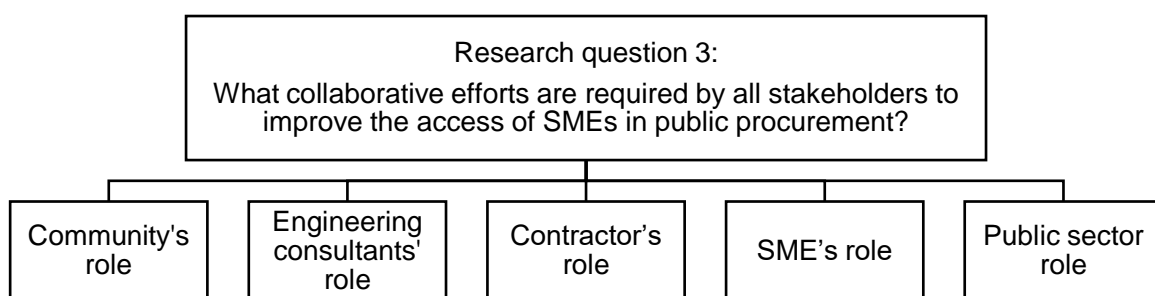 Research question 3:
What collaborative efforts are required by all stakeholders to
improve the access of SMEs in public procurement?
Community's
role
Engineering
consultants'
role
Contractor’s
role
SME’s role
Public sector
role